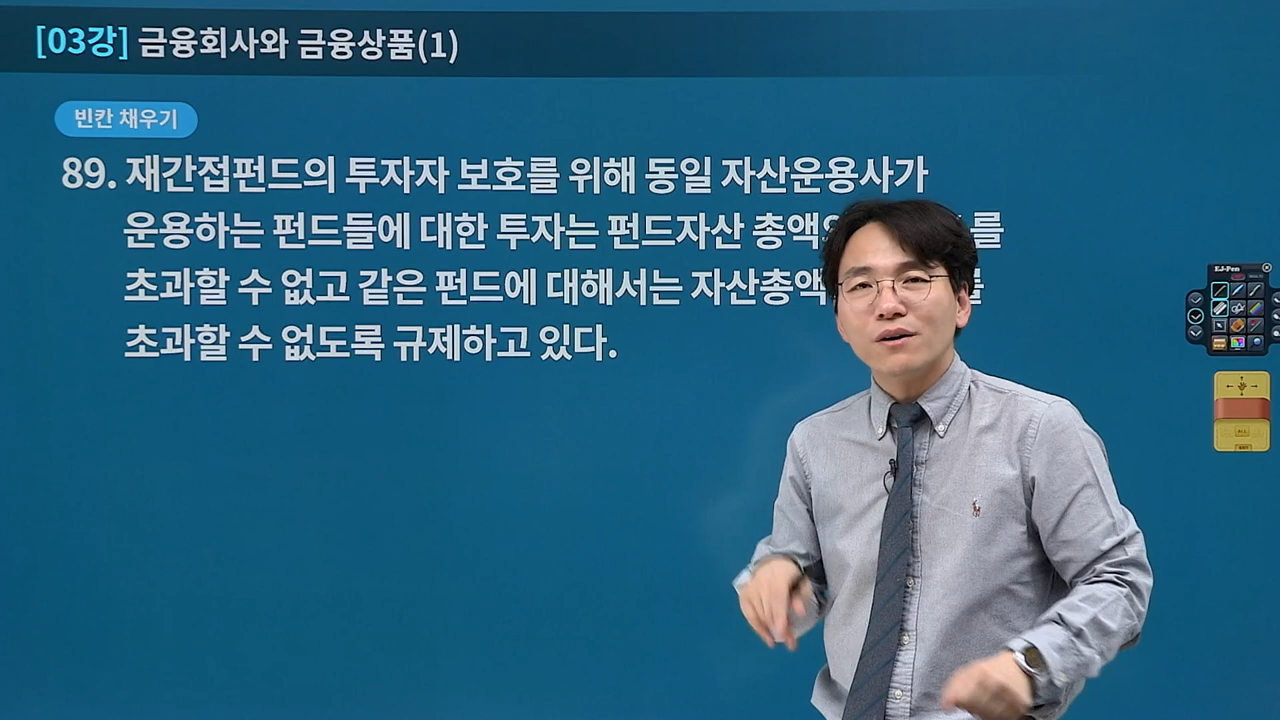 [03강] 금융회사와 금융상품(1)
빈칸 채우기
89. 재간접펀드의 투자자 보호를 위해 동일 자산운용사가
운용하는 펀드들에 대한 투자는 펀드자산 총액 를
초과할 수 없고 같은 펀드에 대해서는 자산총액
초과할 수 없도록 규제하고 있다.
EJ-Pen
ALL